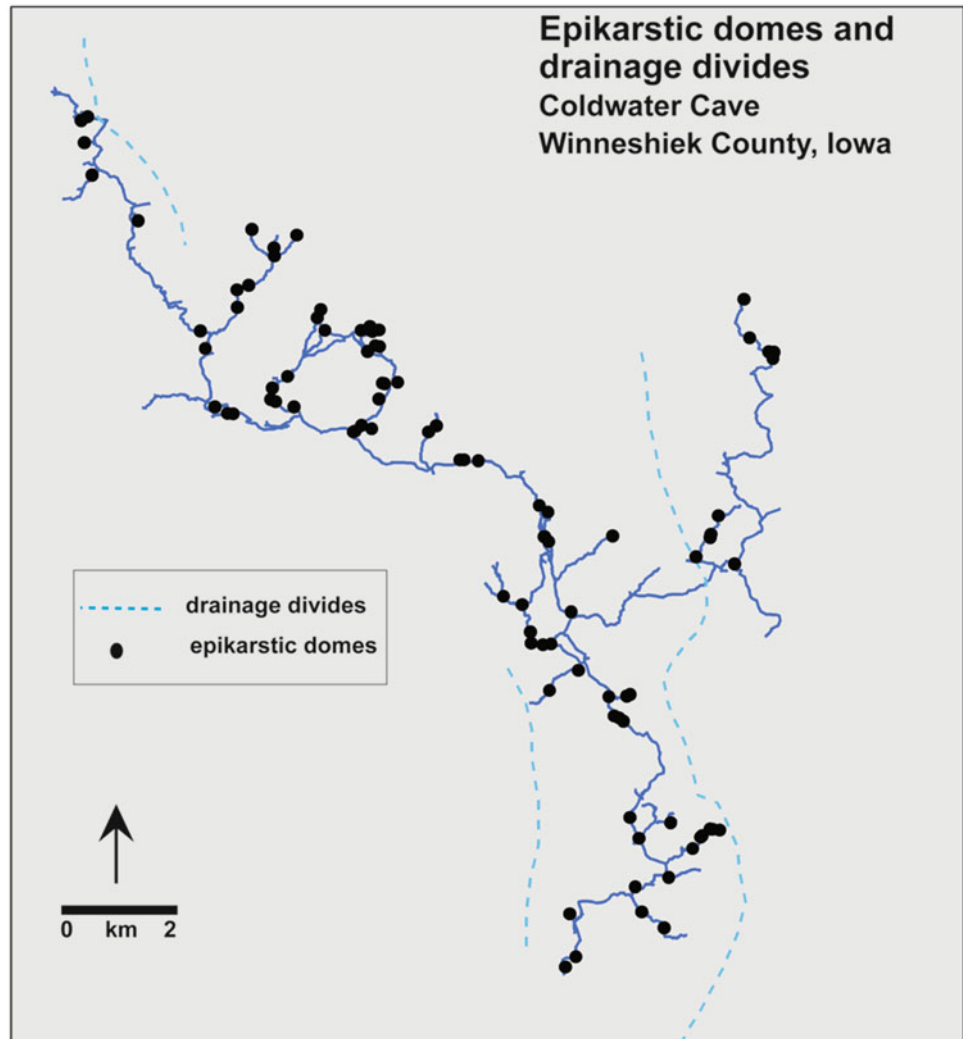 Epikarstic domes and
drainage divides
Coldwater Cave
Winneshiek County, Iowa
drainage divides
epikarstic domes
0 km 2